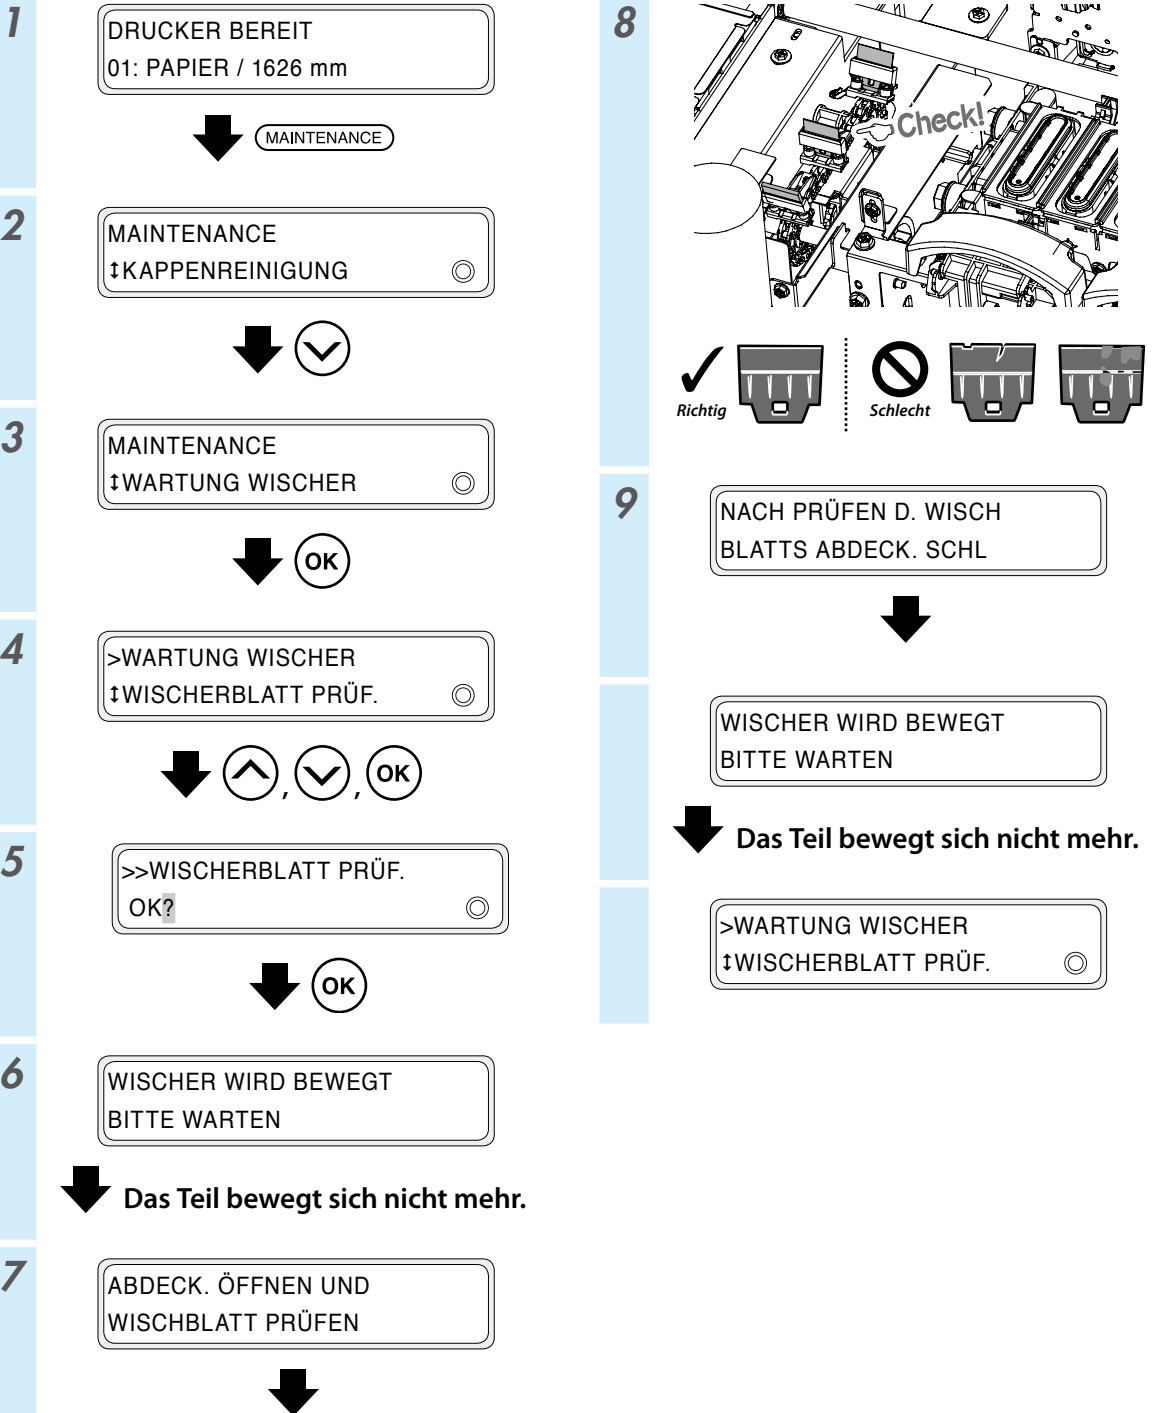 1
DRUCKER BEREIT
01: PAPIER / 1626 mm
MAINTENANCE
2
MAINTENANCE
↕KAPPENREINIGUNG
3
MAINTENANCE
↕WARTUNG WISCHER
OK
4
>WARTUNG WISCHER
↕WISCHERBLATT PRÜF.
, , OK
5
>>WISCHERBLATT PRÜF.
OK?
OK
6
WISCHER WIRD BEWEGT
BITTE WARTEN
Das Teil bewegt sich nicht mehr.
7
ABDECK. ÖFFNEN UND
WISCHBLATT PRÜFEN
8
Check!
Richtig
Schlecht
9
NACH PRÜFEN D. WISCH
BLATTS ABDECK. SCHL
WISCHER WIRD BEWEGT
BITTE WARTEN
Das Teil bewegt sich nicht mehr.
>WARTUNG WISCHER
↕WISCHERBLATT PRÜF.